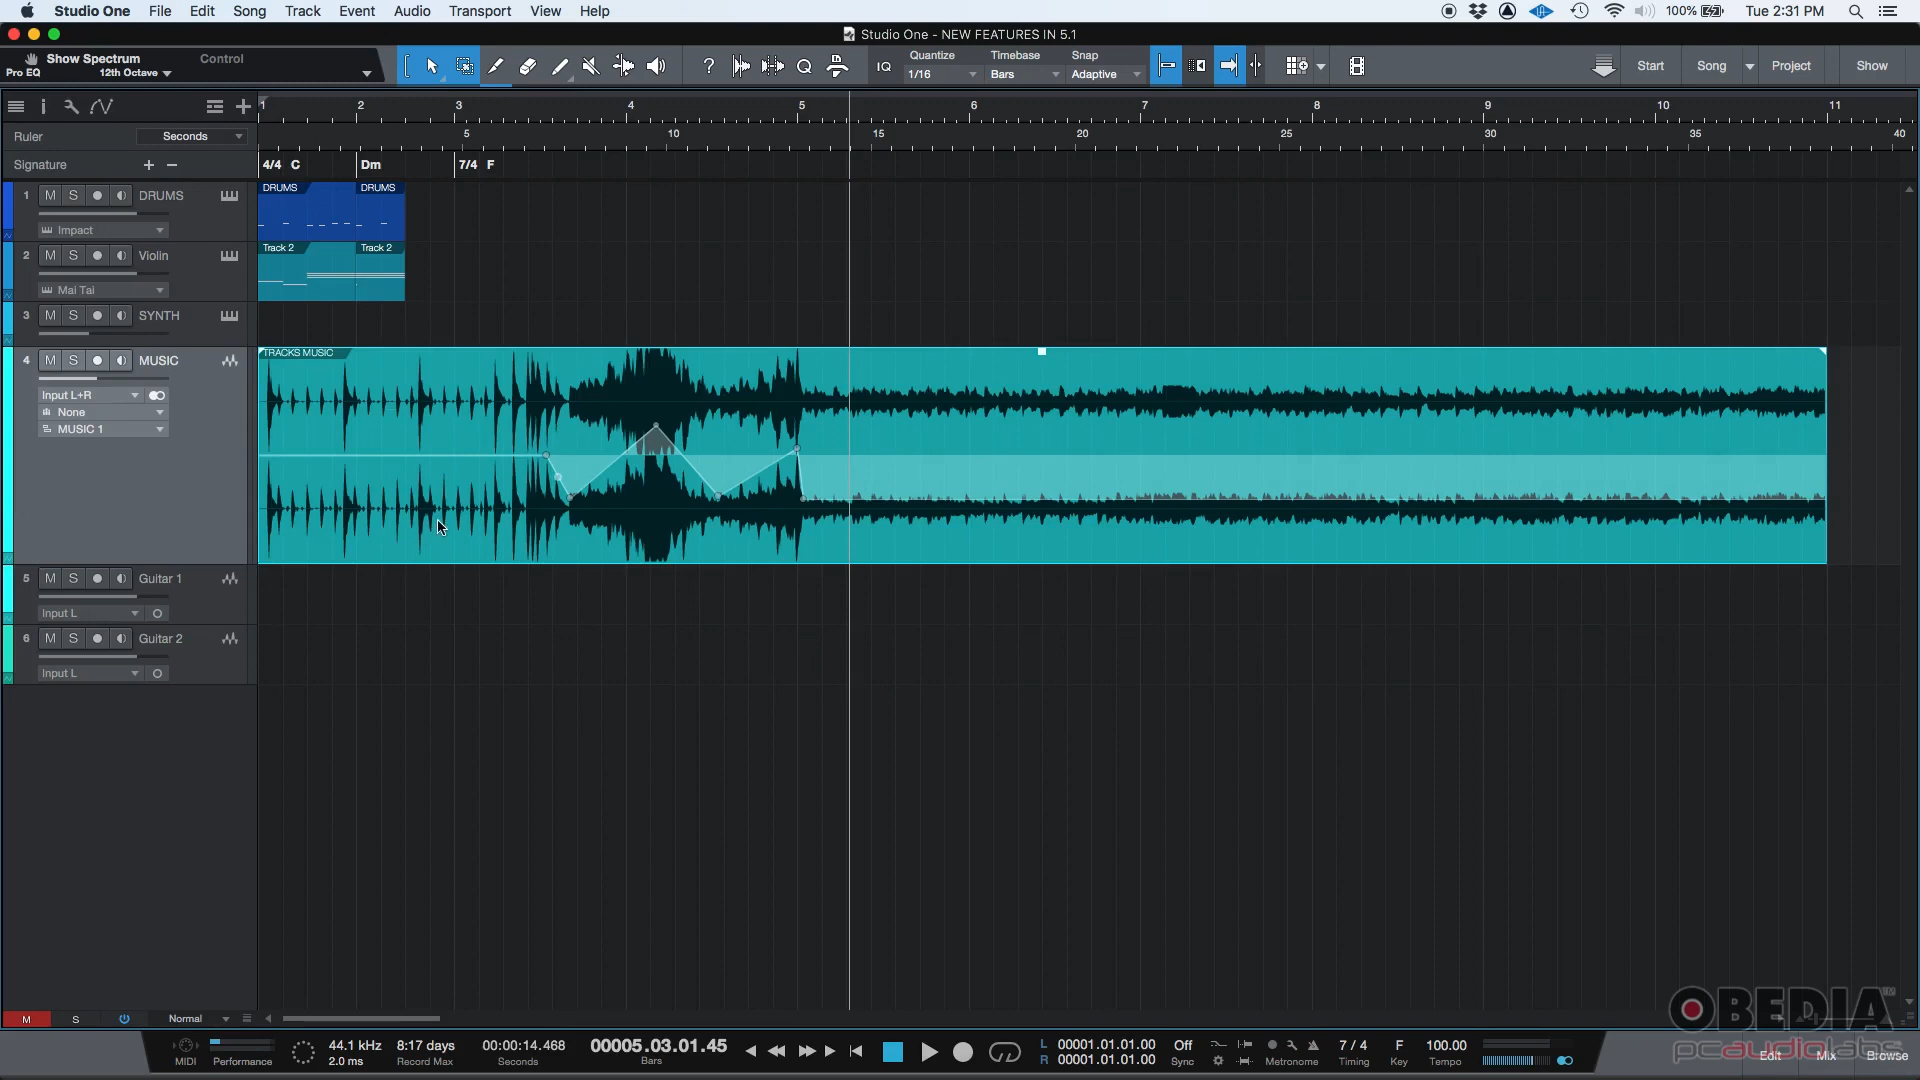 Studio One File Edit Song Track Event Audio Transport View Help 100% Tue 2:31 PM
Studio One - NEW FEATURES IN 5.1
Show Spectrum Control
Pro EQ 12th Octave
IQ Quantize Timebase Snap
1/16 Bars Adaptive
Start Song Project Show
1 2 3 4 5 6 7 8 9 10 11
Ruler Seconds
5 10 15 20 25 30 35 40
Signature + −
4/4 C Dm 7/4 F
1 M S DRUMS
DRUMS DRUMS
Impact
2 M S Violin
Track 2 Track 2
Mai Tai
3 M S SYNTH
4 M S MUSIC
TRACKS MUSIC
Input L+R
None
MUSIC 1
5 M S Guitar 1
Input L
6 M S Guitar 2
Input L
M S Normal
OBEDIA
pcaudiolabs
MIDI Performance
44.1 kHz
2.0 ms
8:17 days
Record Max
00:00:14.468
Seconds
00005.03.01.45
Bars
L 00001.01.01.00
R 00001.01.01.00
Off
Sync
Metronome
7 / 4
Timing
F
Key
100.00
Tempo
Edit Mix Browse